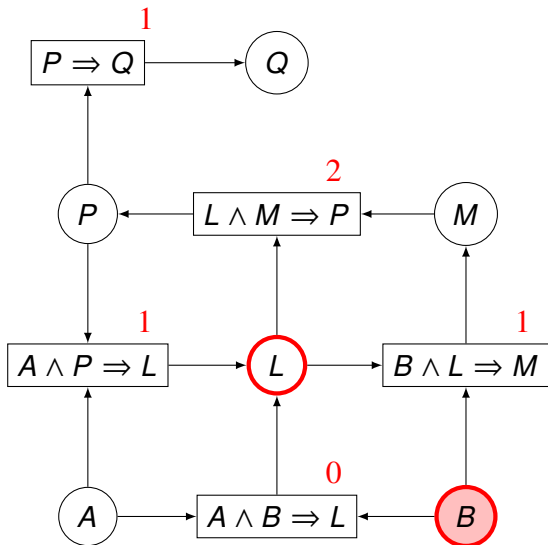 1
P ⇒ Q
Q
2
P
L ∧ M ⇒ P
M
1
1
A ∧ P ⇒ L
L
B ∧ L ⇒ M
0
A
A ∧ B ⇒ L
B